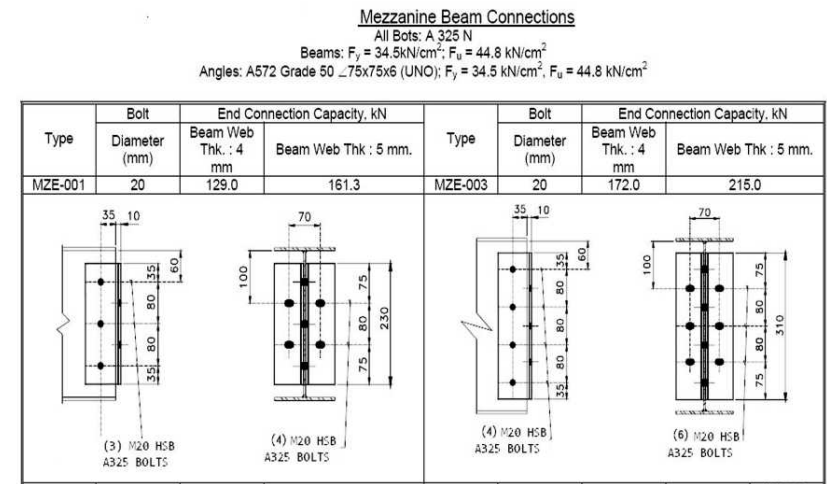 Mezzanine Beam Connections
All Bots: A 325 N
Beams: Fy = 34.5kN/cm2; Fu = 44.8 kN/cm2
Angles: A572 Grade 50 ∠75x75x6 (UNO); Fy = 34.5 kN/cm2, Fu = 44.8 kN/cm2
Type
Bolt
Diameter
(mm)
End Connection Capacity, kN
Beam Web
Thk. : 4
mm
Beam Web Thk : 5 mm.
Type
Bolt
Diameter
(mm)
End Connection Capacity, kN
Beam Web
Thk. : 4
mm
Beam Web Thk : 5 mm.
MZE-001 20 129.0 161.3 MZE-003 20 172.0 215.0
35 10
60
35
80
80
35
(3) M20 HSB
A325 BOLTS
70
100
75
80
75
230
(4) M20 HSB
A325 BOLTS
35 10
60
35
80
80
80
35
(4) M20 HSB
A325 BOLTS
70
100
75
80
80
75
310
(6) M20 HSB
A325 BOLTS